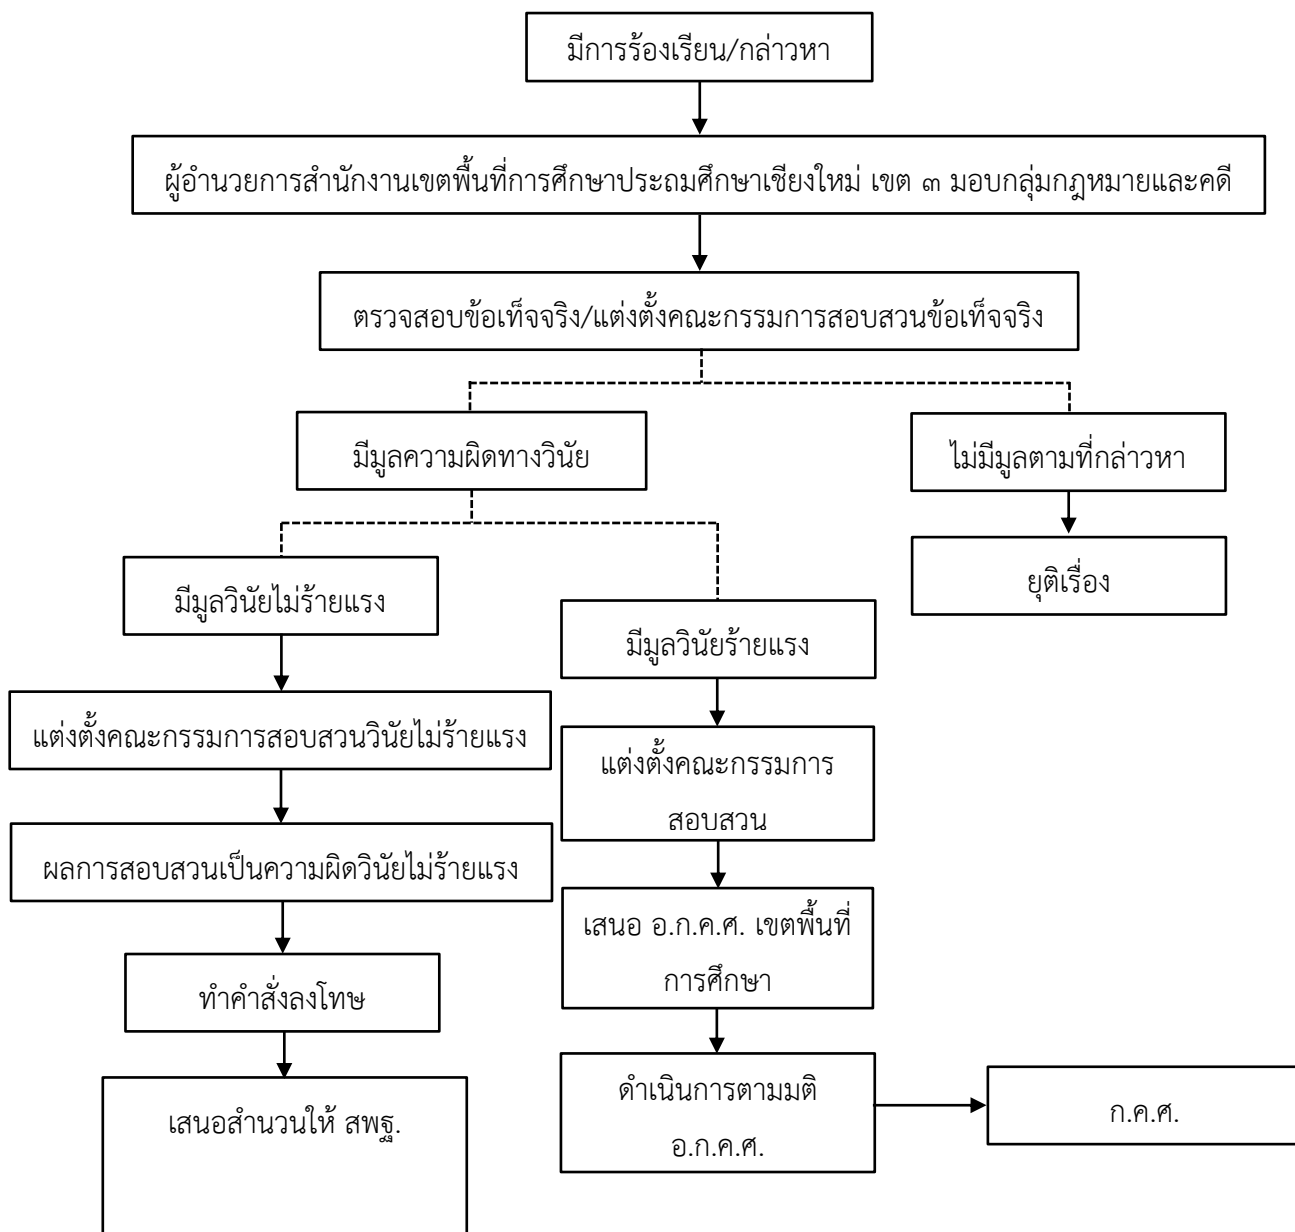 มีการร้องเรียน/กล่าวหา
ผู้อำนวยการสำนักงานเขตพื้นที่การศึกษาประถมศึกษาเชียงใหม่ เขต ๓ มอบกลุ่มกฎหมายและคดี
ตรวจสอบข้อเท็จจริง/แต่งตั้งคณะกรรมการสอบสวนข้อเท็จจริง
มีมูลความผิดทางวินัย
ไม่มีมูลตามที่กล่าวหา
ยุติเรื่อง
มีมูลวินัยไม่ร้ายแรง
แต่งตั้งคณะกรรมการสอบสวนวินัยไม่ร้ายแรง
ผลการสอบสวนเป็นความผิดวินัยไม่ร้ายแรง
ทำคำสั่งลงโทษ
เสนอสำนวนให้ สพฐ.
มีมูลวินัยร้ายแรง
แต่งตั้งคณะกรรมการ
สอบสวน
เสนอ อ.ก.ค.ศ. เขตพื้นที่
การศึกษา
ดำเนินการตามมติ
อ.ก.ค.ศ.
ก.ค.ศ.